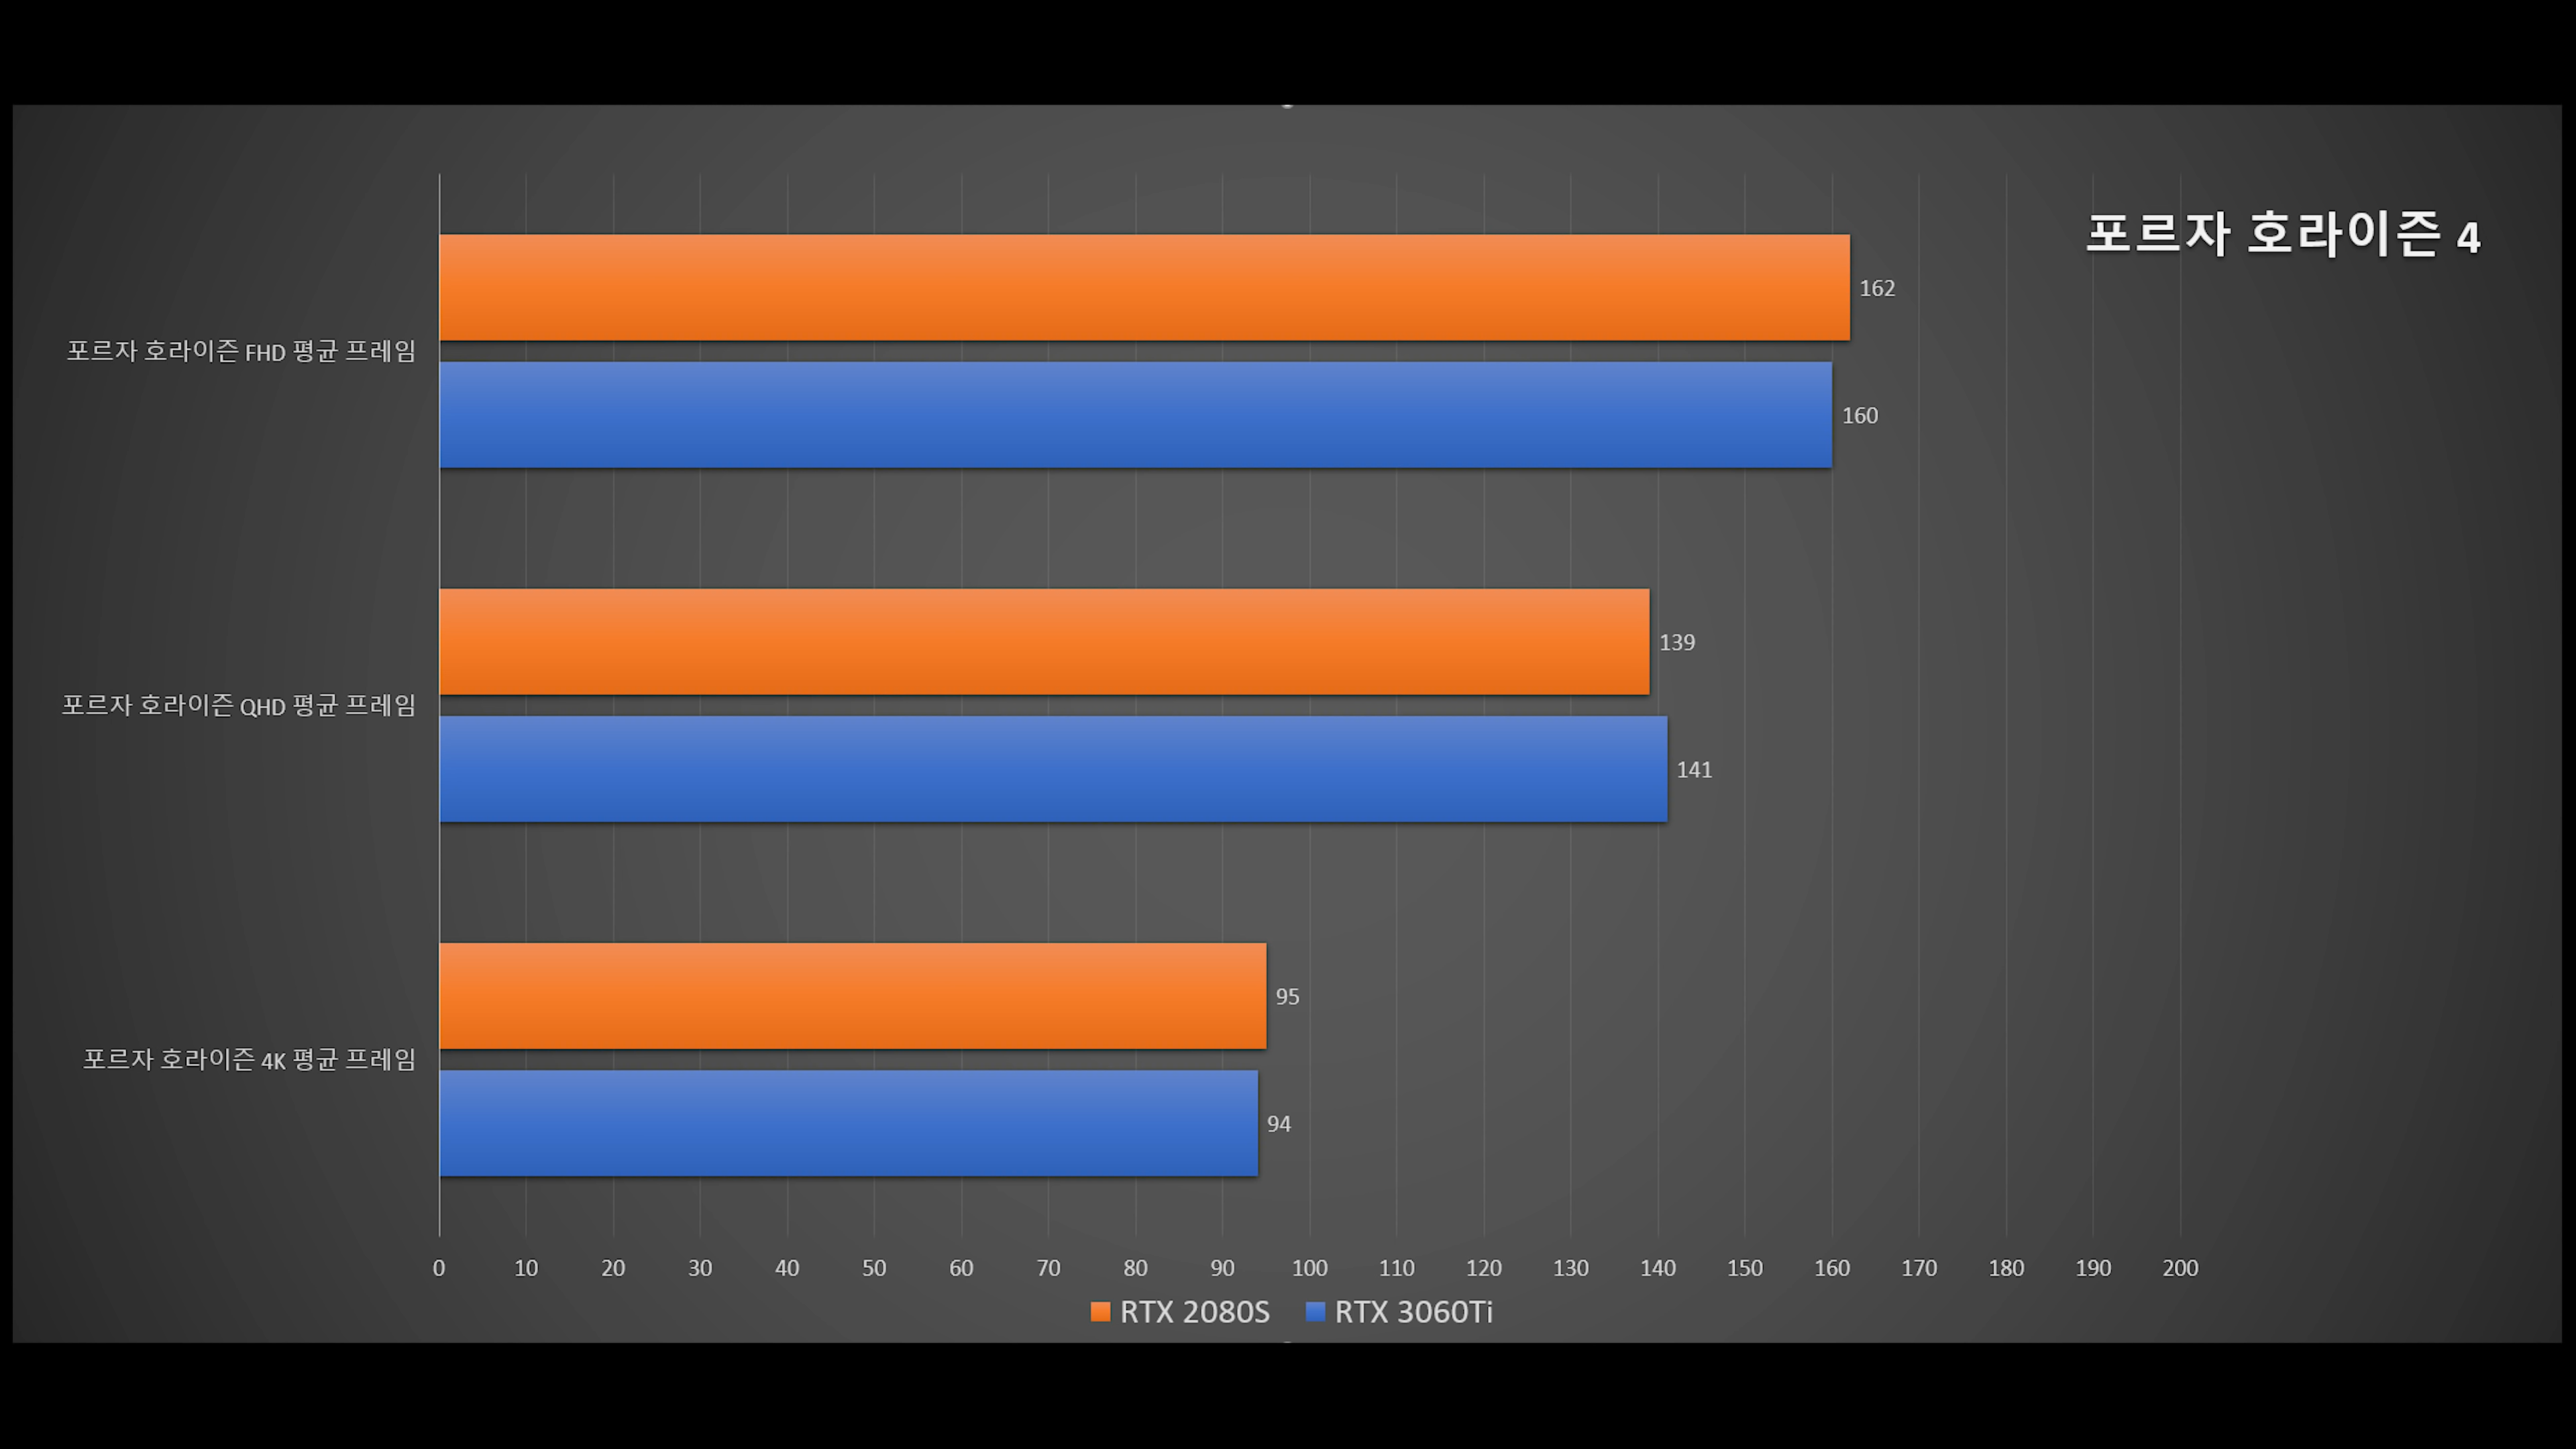 포르자 호라이즌 4
포르자 호라이즌 FHD 평균 프레임
162
160
포르자 호라이즌 QHD 평균 프레임
139
141
포르자 호라이즌 4K 평균 프레임
95
94
0 10 20 30 40 50 60 70 80 90 100 110 120 130 140 150 160 170 180 190 200
RTX 2080S RTX 3060Ti